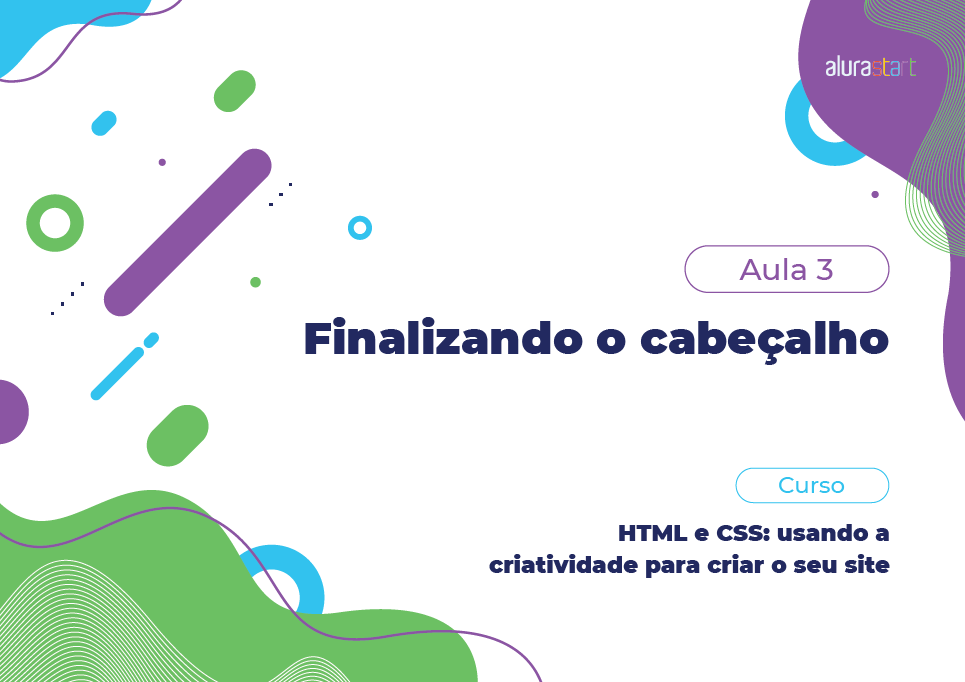 alurastart
Aula 3
Finalizando o cabeçalho
Curso
HTML e CSS: usando a
criatividade para criar o seu site